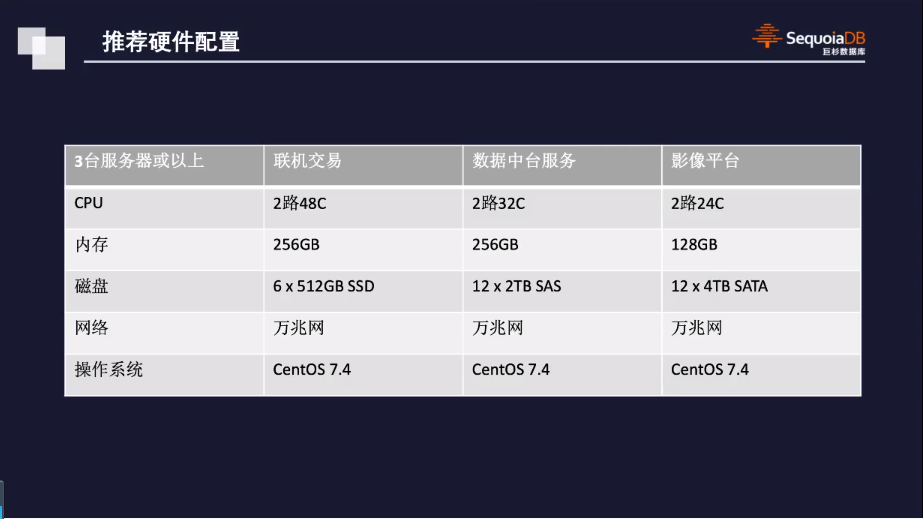 推荐硬件配置
SequoiaDB
巨杉数据库
3台服务器或以上 联机交易 数据中台服务 影像平台
CPU 2路48C 2路32C 2路24C
内存 256GB 256GB 128GB
磁盘 6 x 512GB SSD 12 x 2TB SAS 12 x 4TB SATA
网络 万兆网 万兆网 万兆网
操作系统 CentOS 7.4 CentOS 7.4 CentOS 7.4